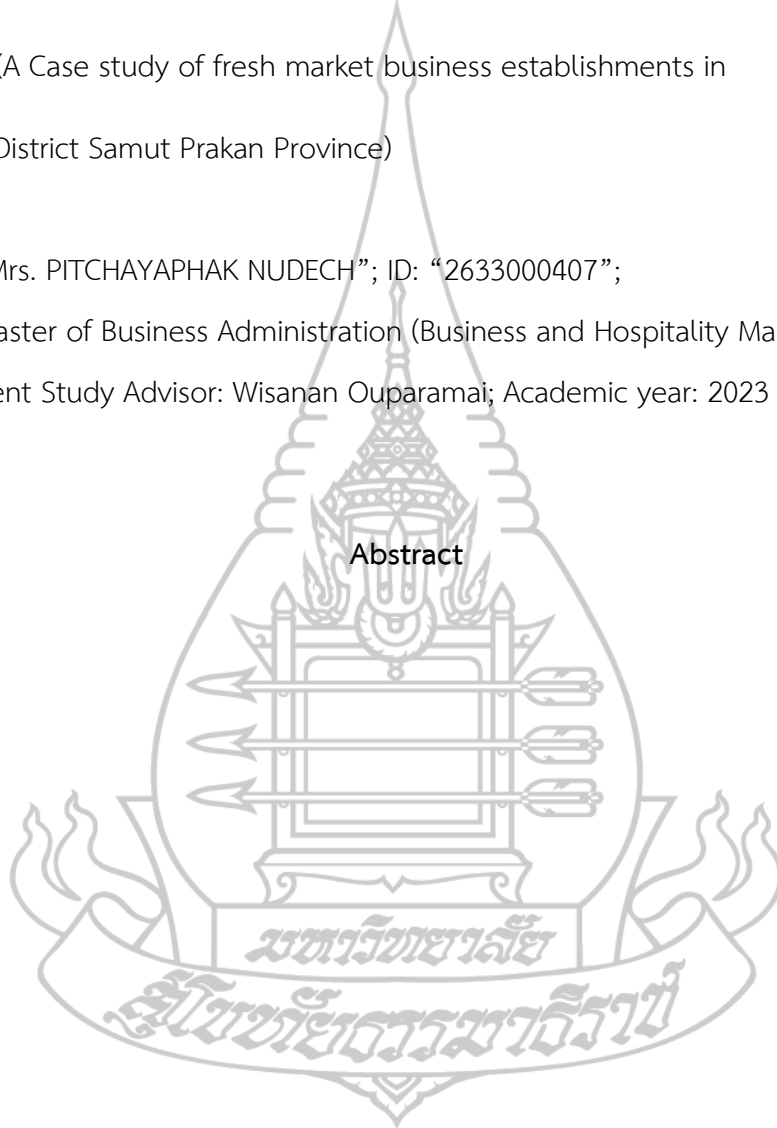 (A Case study of fresh market business establishments in
District Samut Prakan Province)
Mrs. PITCHAYAPHAK NUDECH”; ID: “2633000407”;
aster of Business Administration (Business and Hospitality Ma
ent Study Advisor: Wisanan Ouparamai; Academic year: 2023
Abstract
มหาวิทยาลัย
สุโขทัยธรรมาธิราช